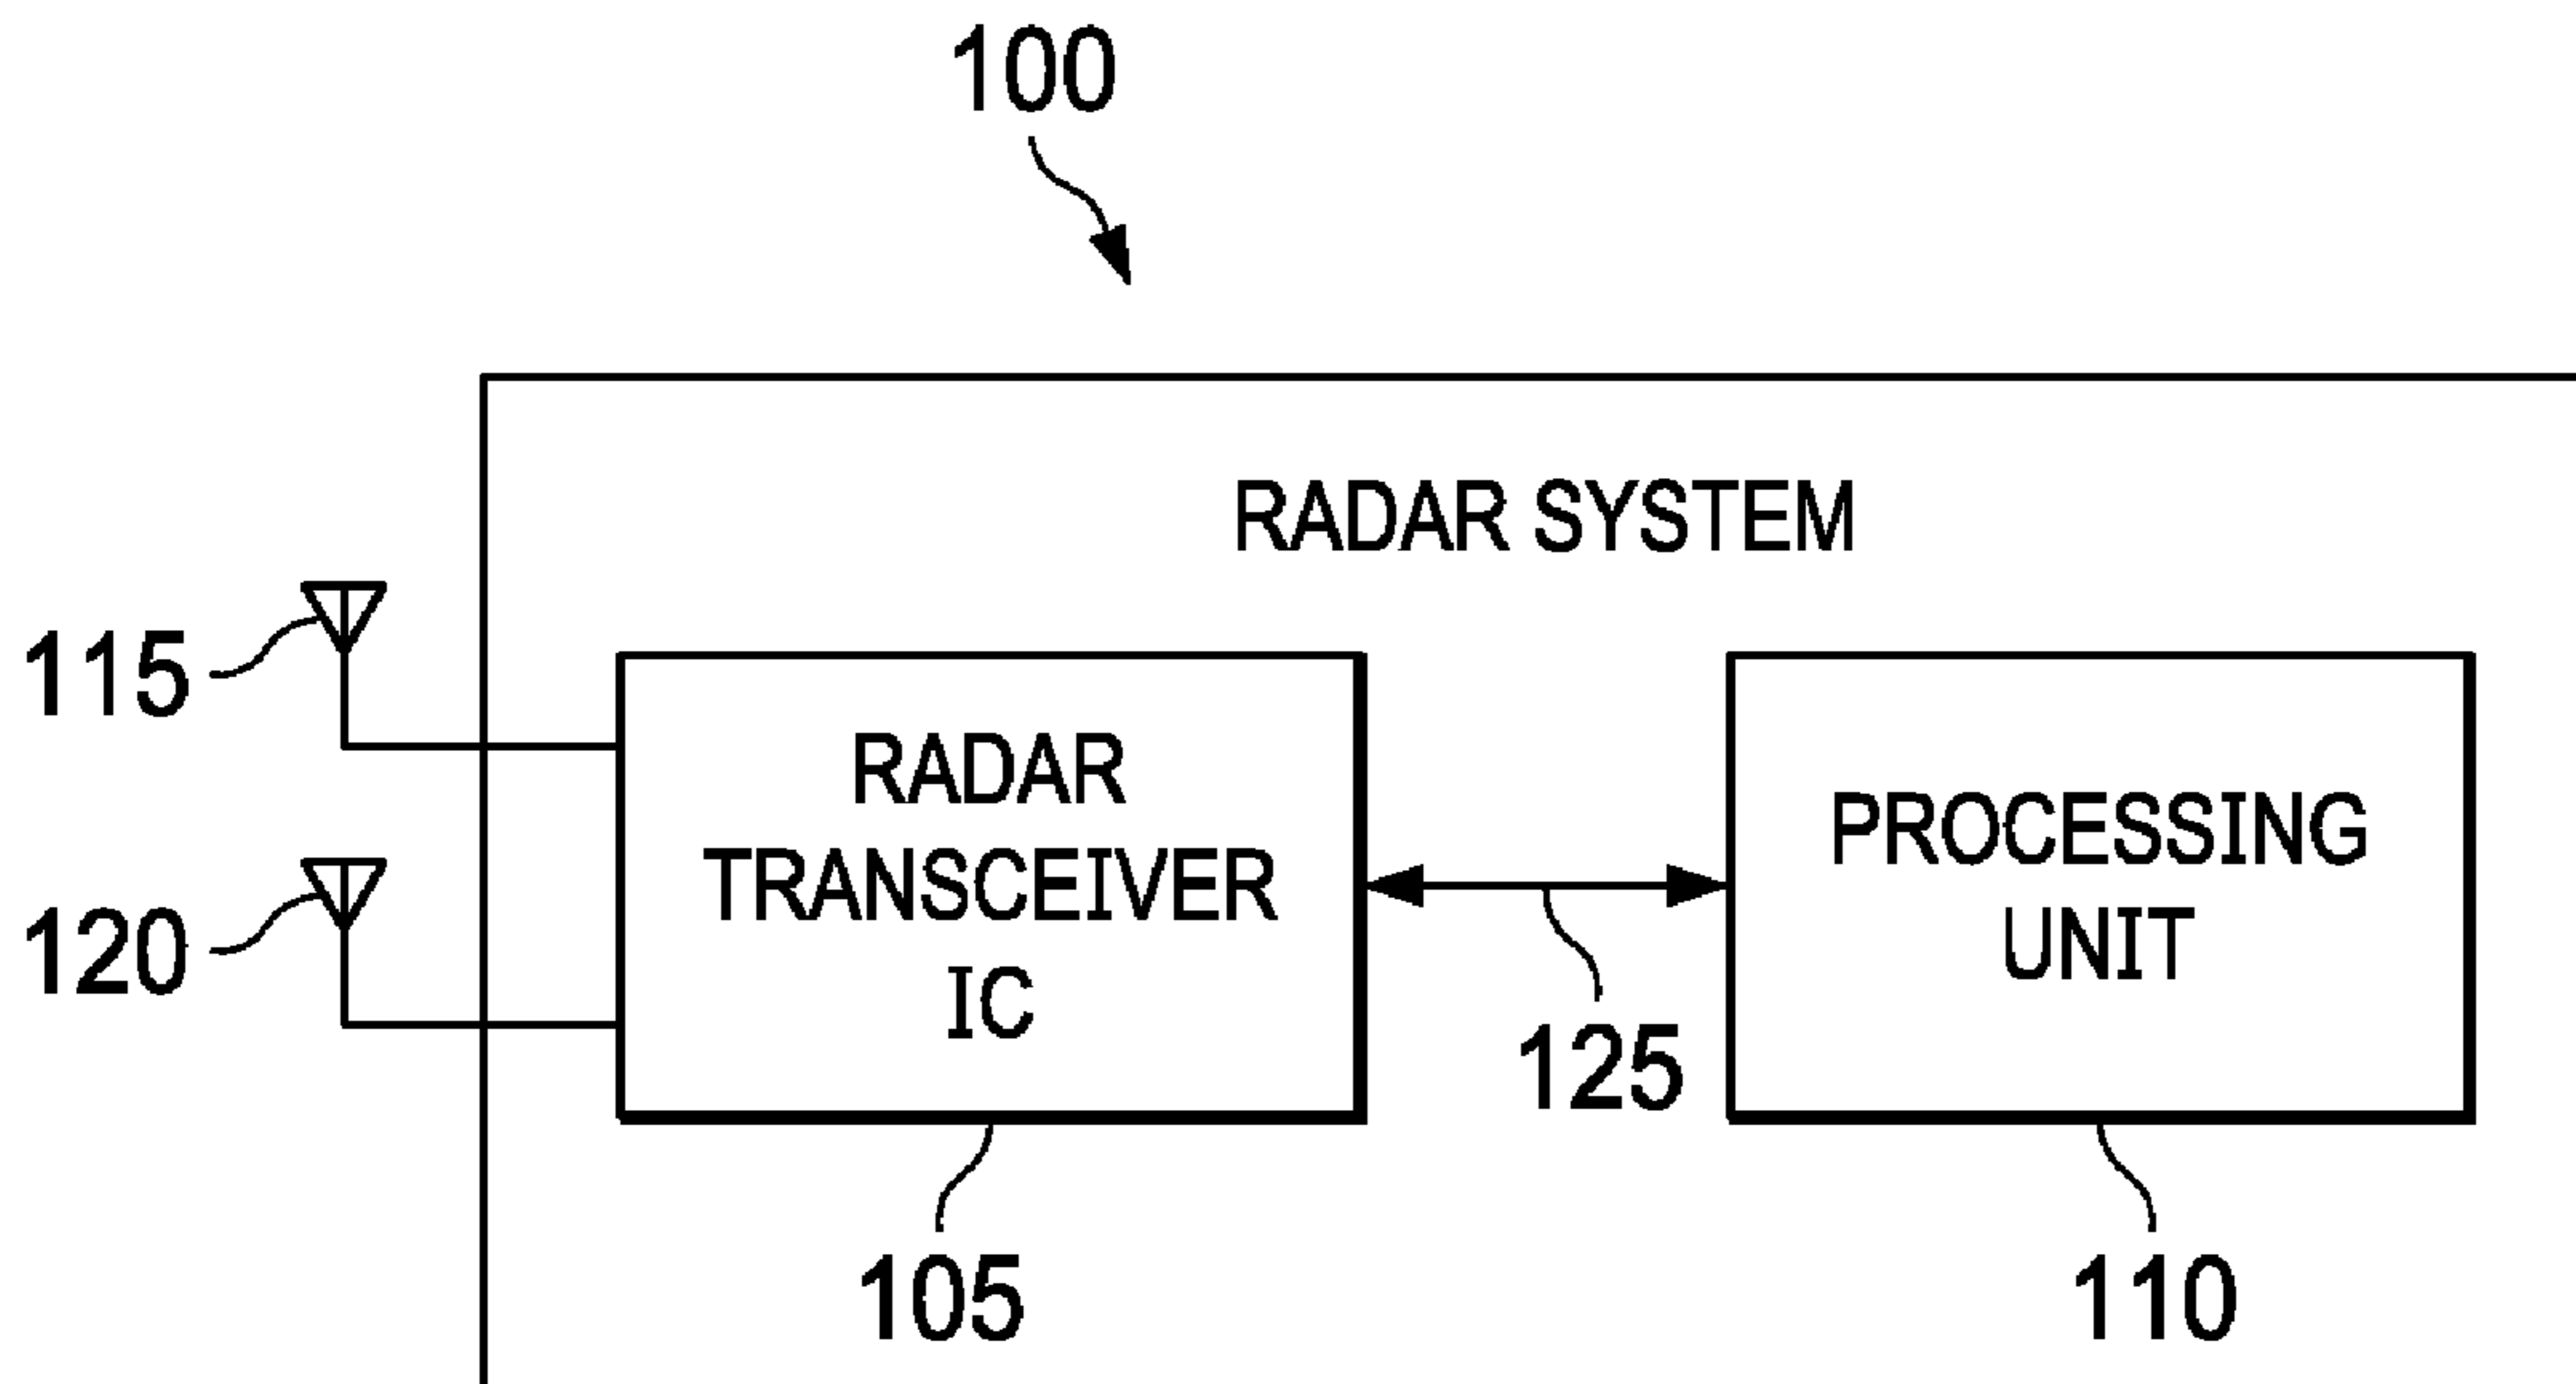 100
RADAR SYSTEM
115
RADAR
TRANSCEIVER
IC
PROCESSING
UNIT
120
125
105
110